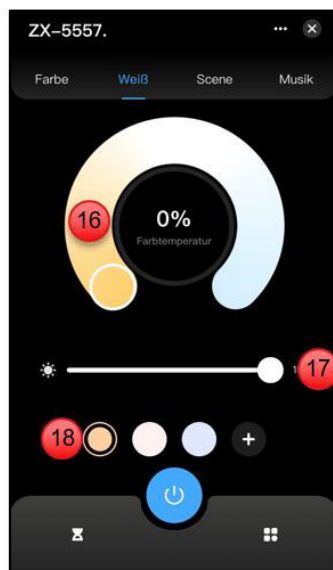 ZX-5557.
Farbe Weiß Scene Musik
16
0%
Farbtemperatur
17
18